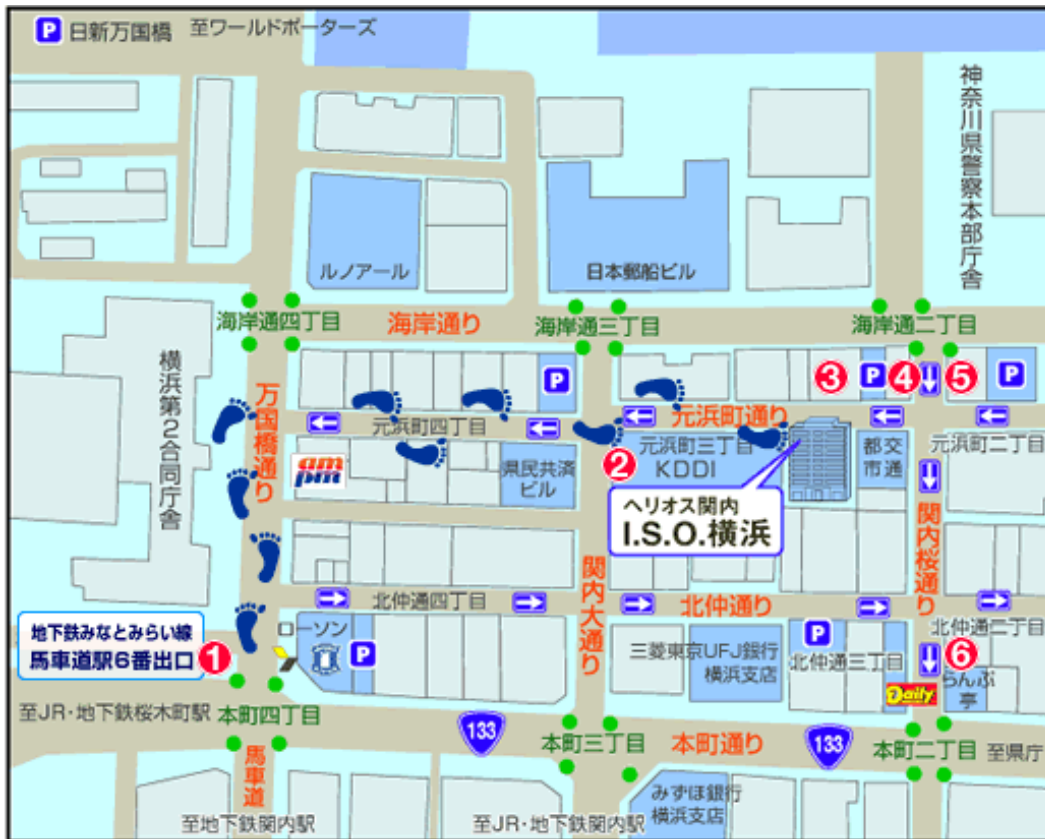 P 日新万国橋
至ワールドポーターズ
神奈川県警察本部庁舎
ルノアール
日本郵船ビル
海岸通四丁目
海岸通り
海岸通三丁目
海岸通二丁目
横浜第2合同庁舎
万国橋通り
P
3
P
4
5
P
元浜町通り
元浜町四丁目
am
pm
県民共済
ビル
2
元浜町三丁目
KDDI
都交
市通
元浜町二丁目
ヘリオス関内
I.S.O.横浜
関内桜通り
関内大通り
北仲通四丁目
北仲通り
北仲通二丁目
地下鉄みなとみらい線
馬車道駅6番出口
1
ローソン
P
三菱東京UFJ銀行
横浜支店
P
北仲通三丁目
6
Daily
らんぷ
亭
至JR・地下鉄桜木町駅
本町四丁目
133
本町三丁目
本町通り
133
本町二丁目
至県庁
馬車道
みずほ銀行
横浜支店
至地下鉄関内駅
至JR・地下鉄関内駅